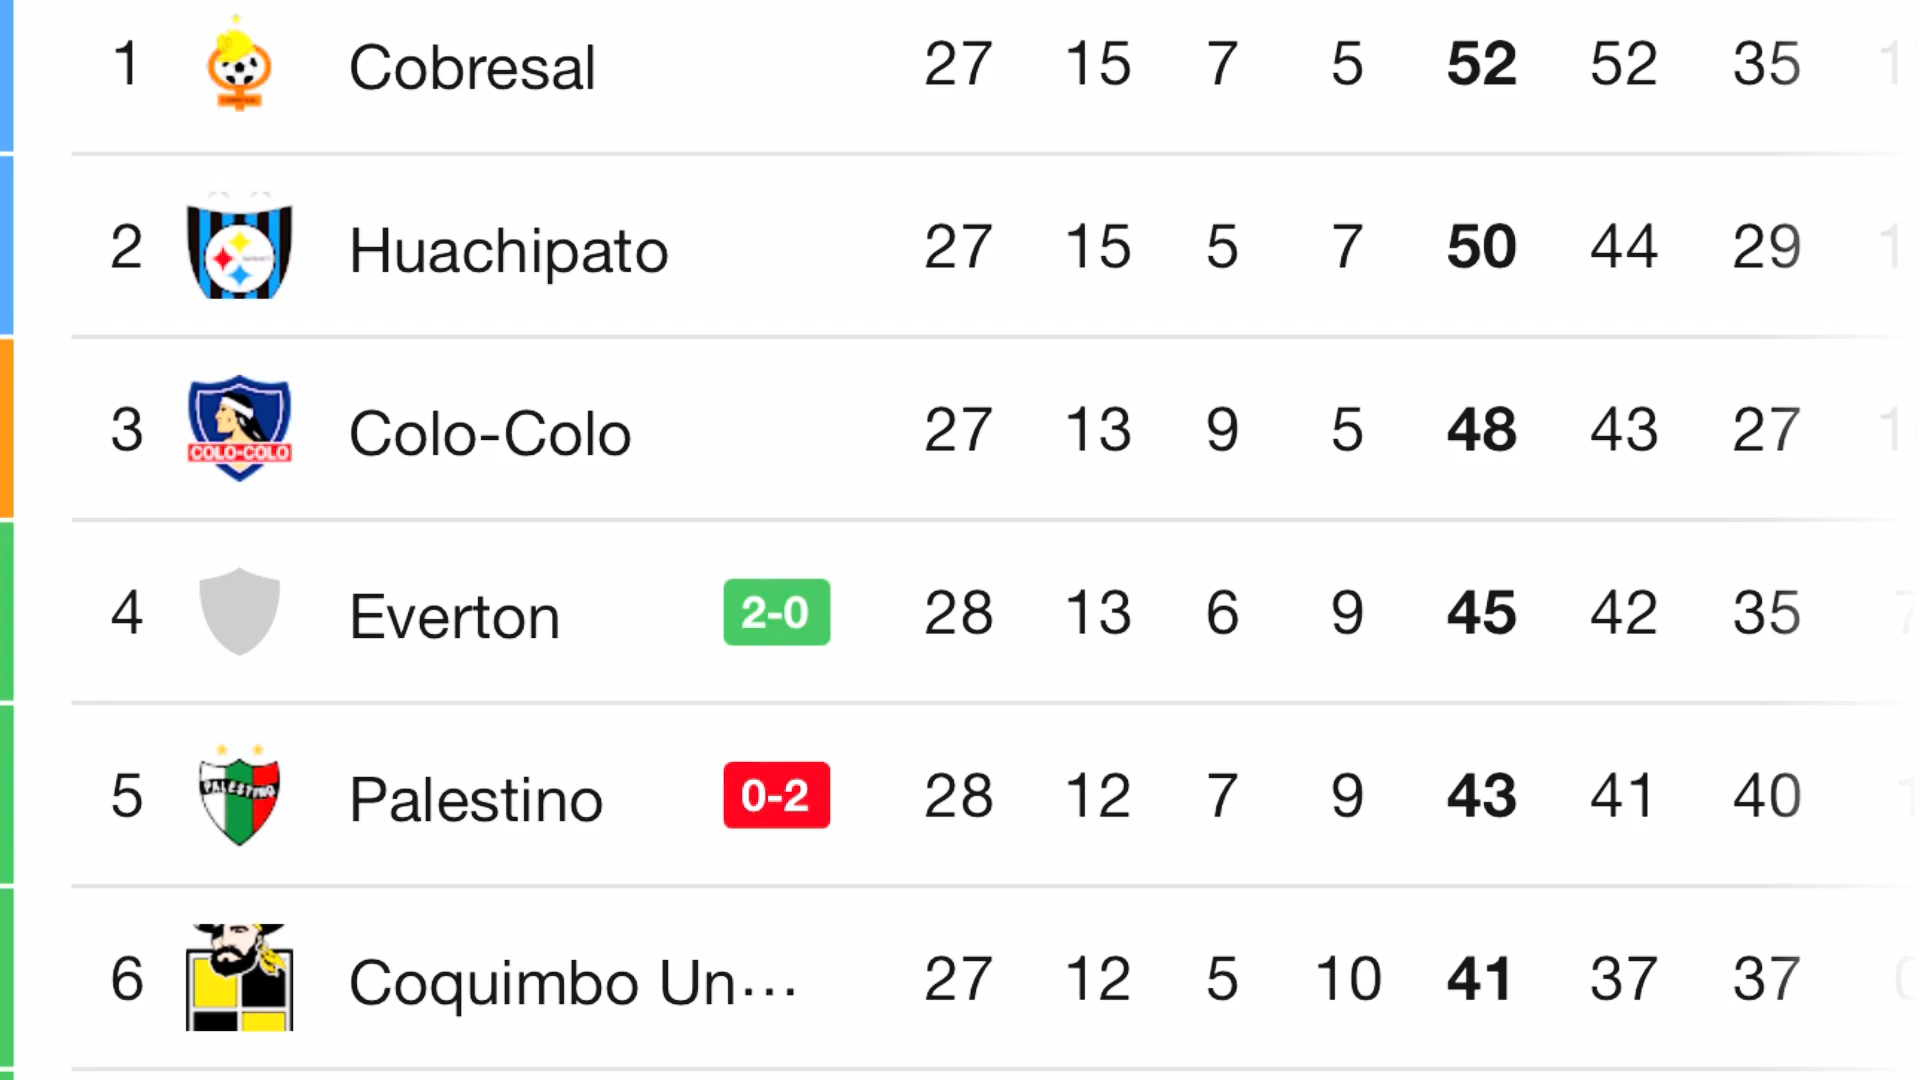 1 Cobresal 27 15 7 5 52 52 35
2 Huachipato 27 15 5 7 50 44 29
3 COLO-COLO Colo-Colo 27 13 9 5 48 43 27
4 Everton 2-0 28 13 6 9 45 42 35
5 PALESTINO Palestino 0-2 28 12 7 9 43 41 40
6 Coquimbo Un... 27 12 5 10 41 37 37